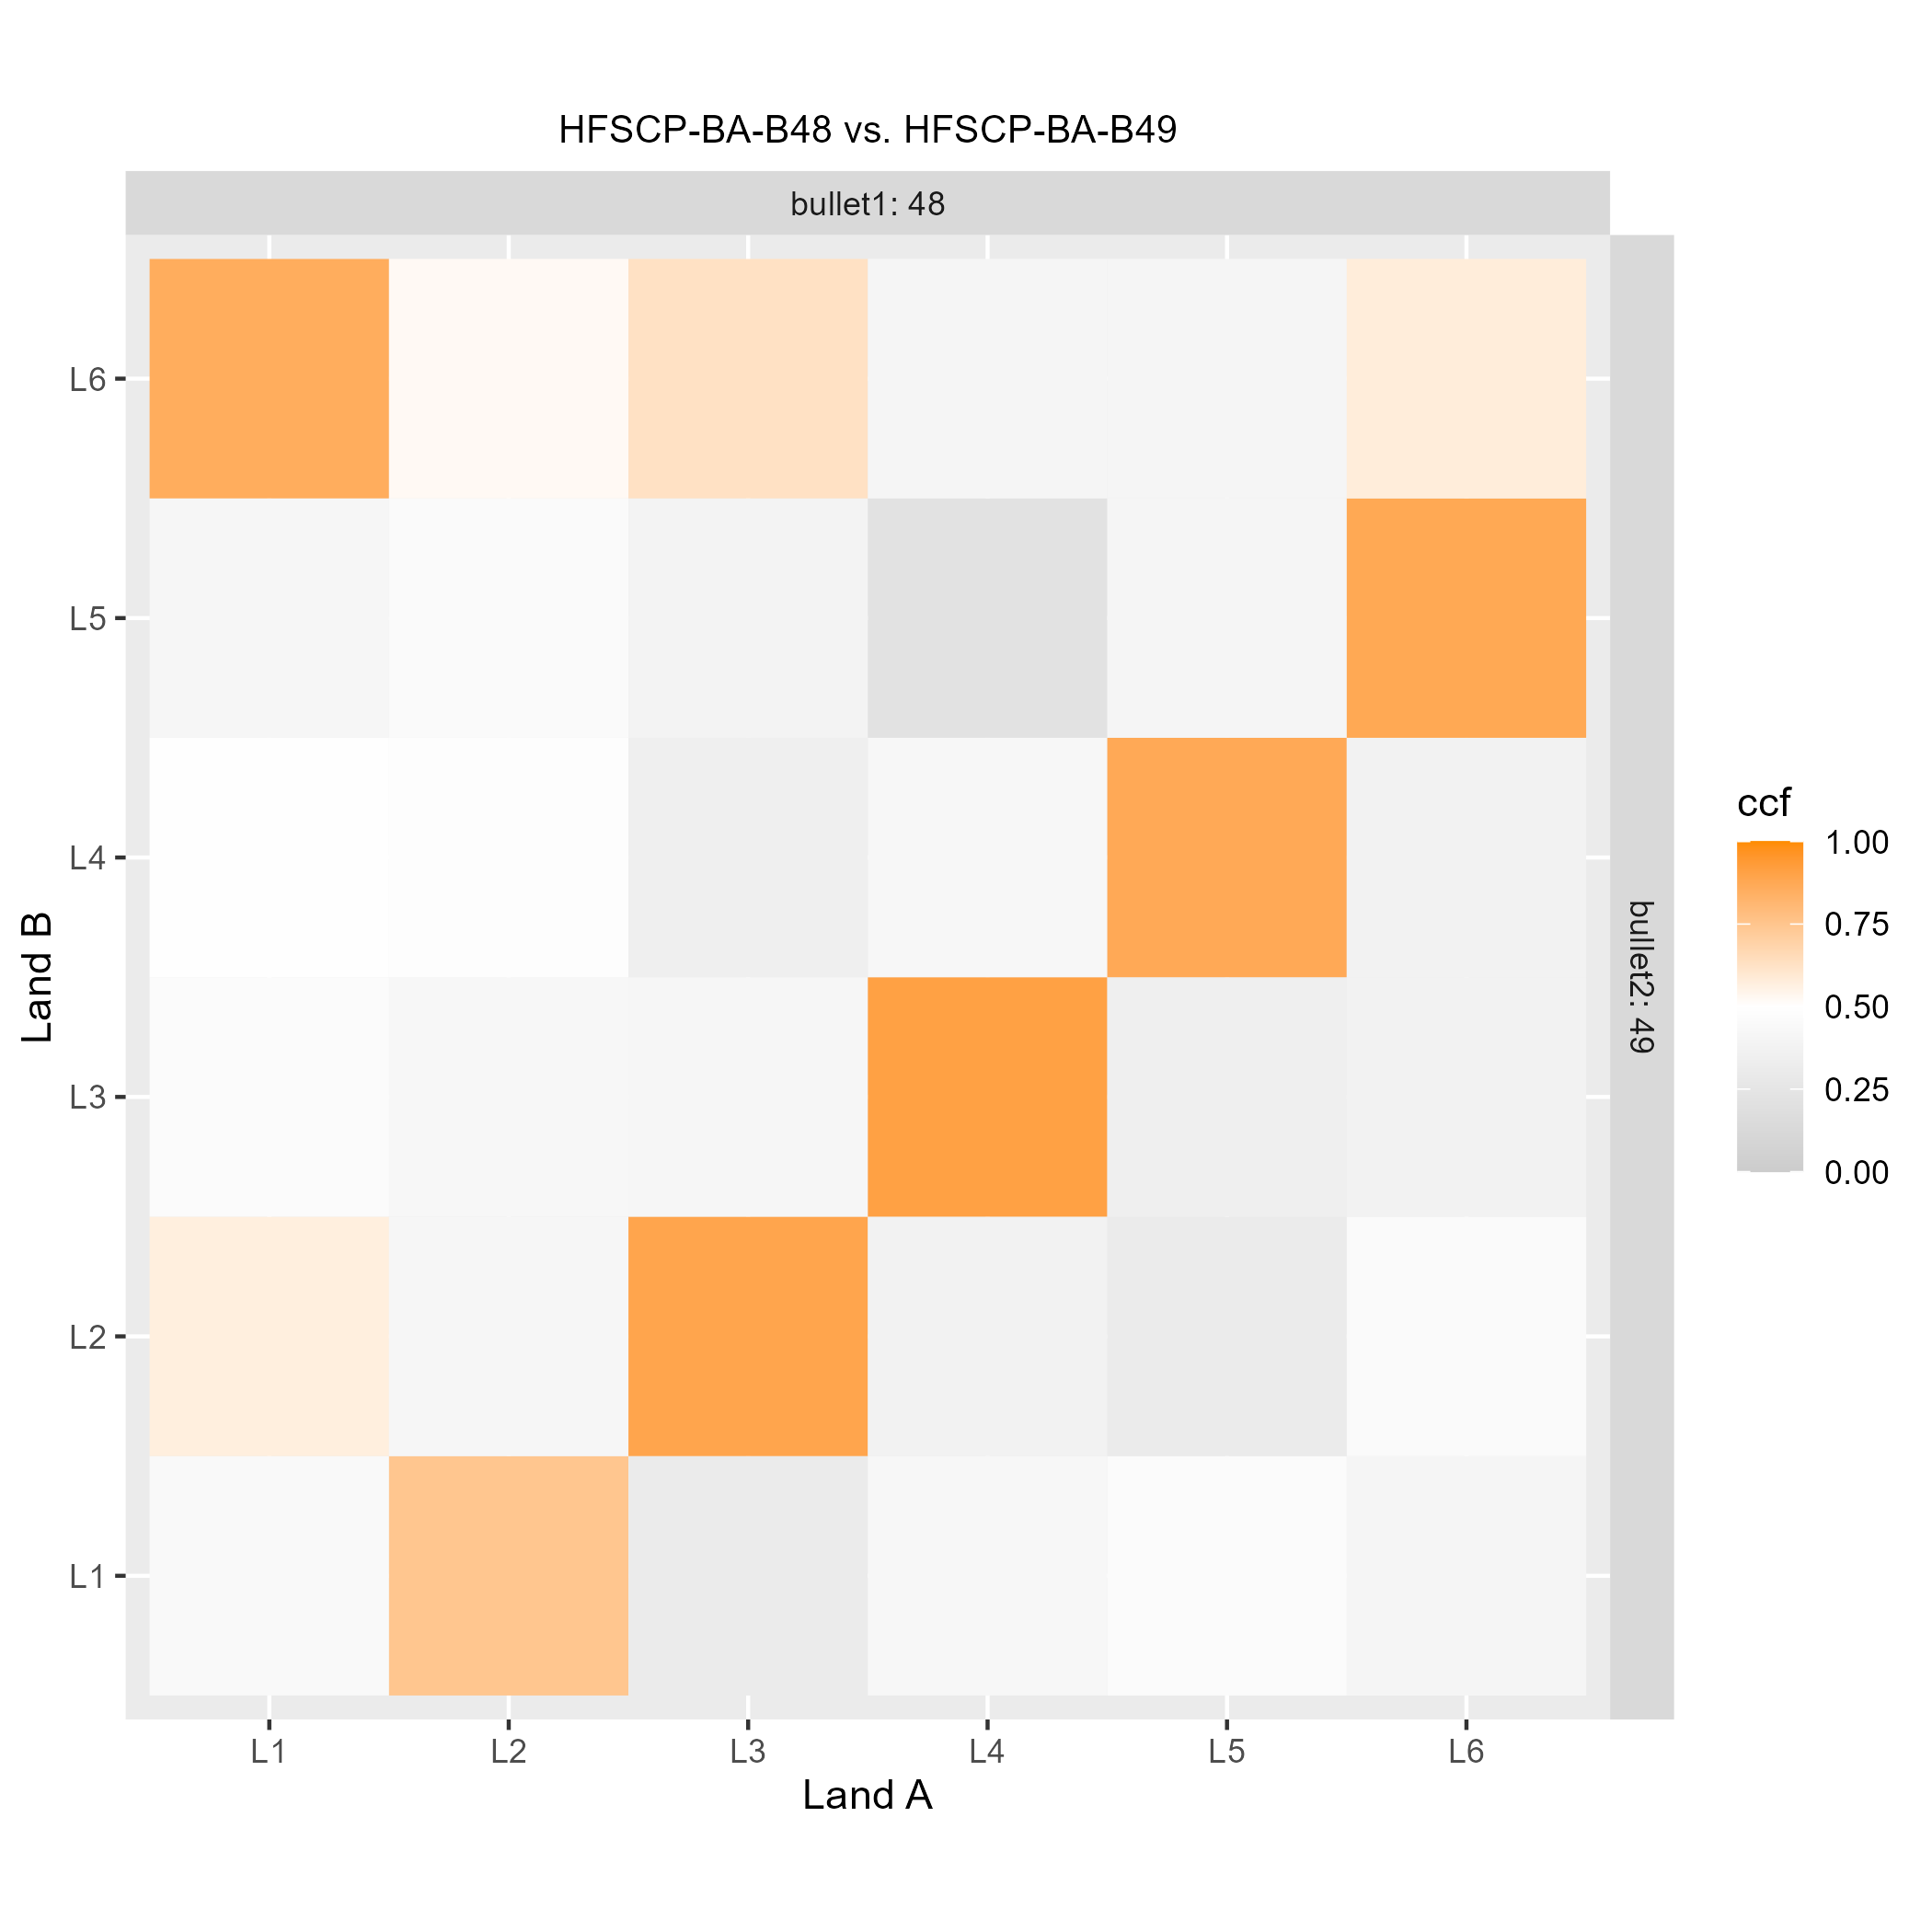 HFSCP-BA-B48 vs. HFSCP-BA-B49
bullet1: 48
L6
L5
L4
L3
L2
L1
Land B
bullet2: 49
ccf
1.00
0.75
0.50
0.25
0.00
L1 L2 L3 L4 L5 L6
Land A